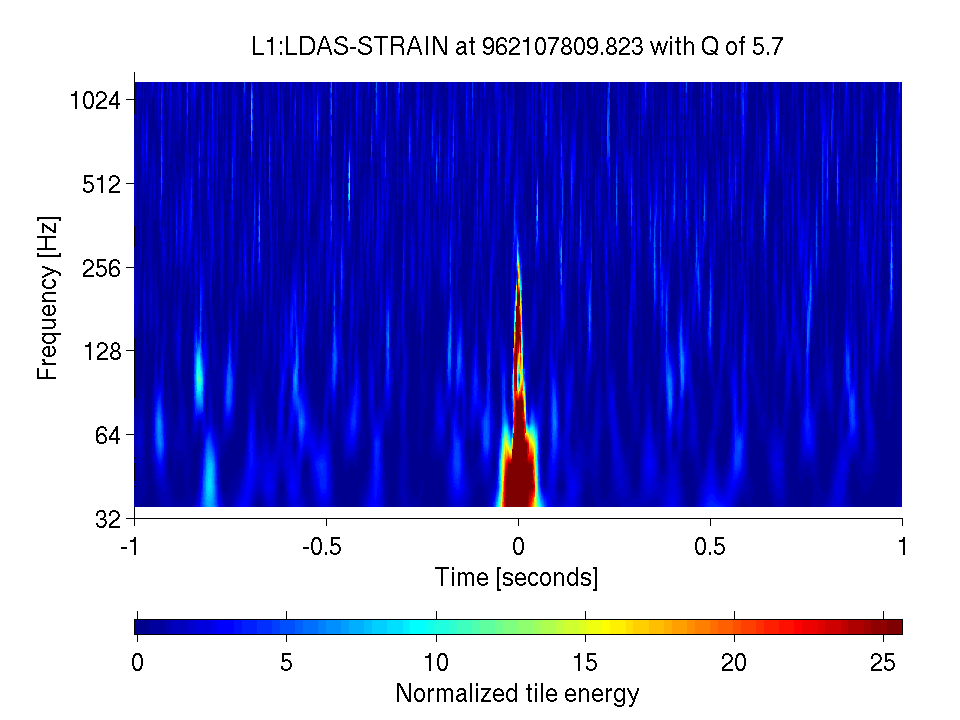 L1:LDAS-STRAIN at 962107809.823 with Q of 5.7
Frequency [Hz]
1024
512
256
128
64
32
-1 -0.5 0 0.5 1
Time [seconds]
0 5 10 15 20 25
Normalized tile energy